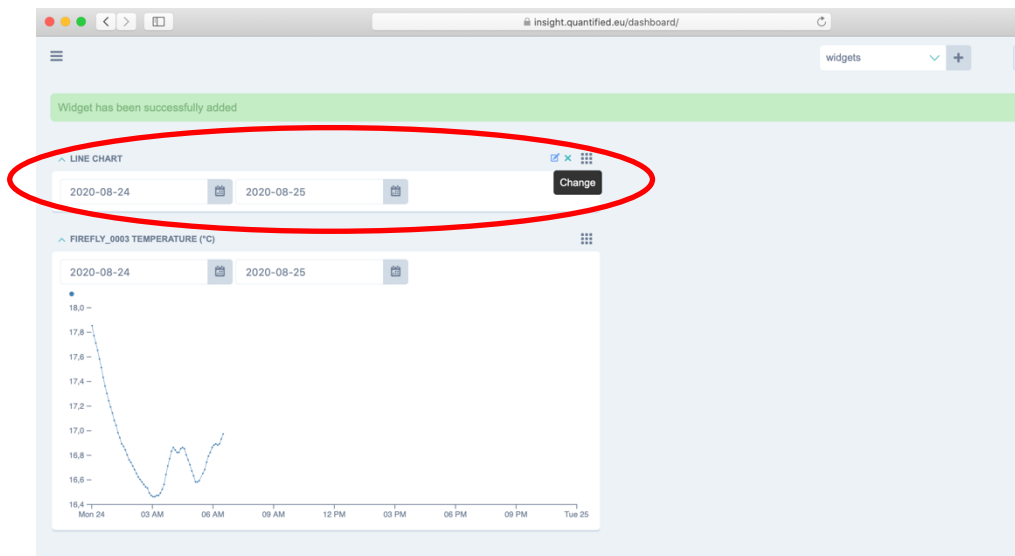 insight.quantified.eu/dashboard/
widgets
Widget has been successfully added
LINE CHART
Change
2020-08-24 2020-08-25
FIREFLY_0003 TEMPERATURE (°C)
2020-08-24 2020-08-25
18,0
17,8
17,6
17,4
17,2
17,0
16,8
16,6
16,4
Mon 24 03 AM 06 AM 09 AM 12 PM 03 PM 06 PM 09 PM Tue 25